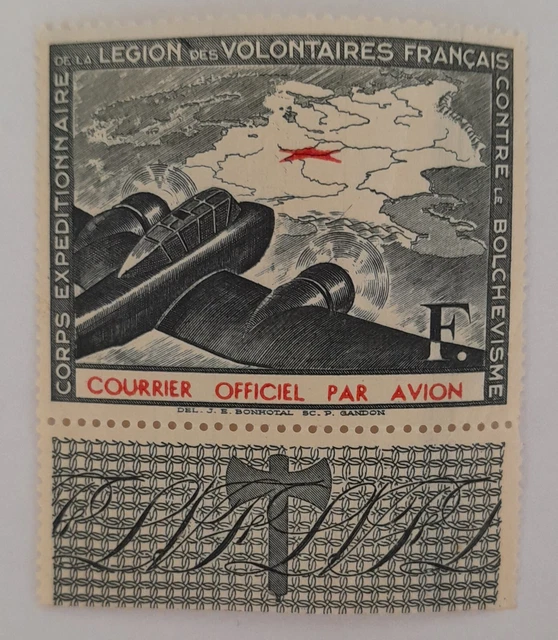 CORPS EXPEDITIONNAIRE
DE LA LEGION DES VOLONTAIRES FRANÇAIS
CONTRE LE BOLCHEVISME
F.
COURRIER OFFICIEL PAR AVION
DEL. J. E. BONHOTAL SC. P. GANDON